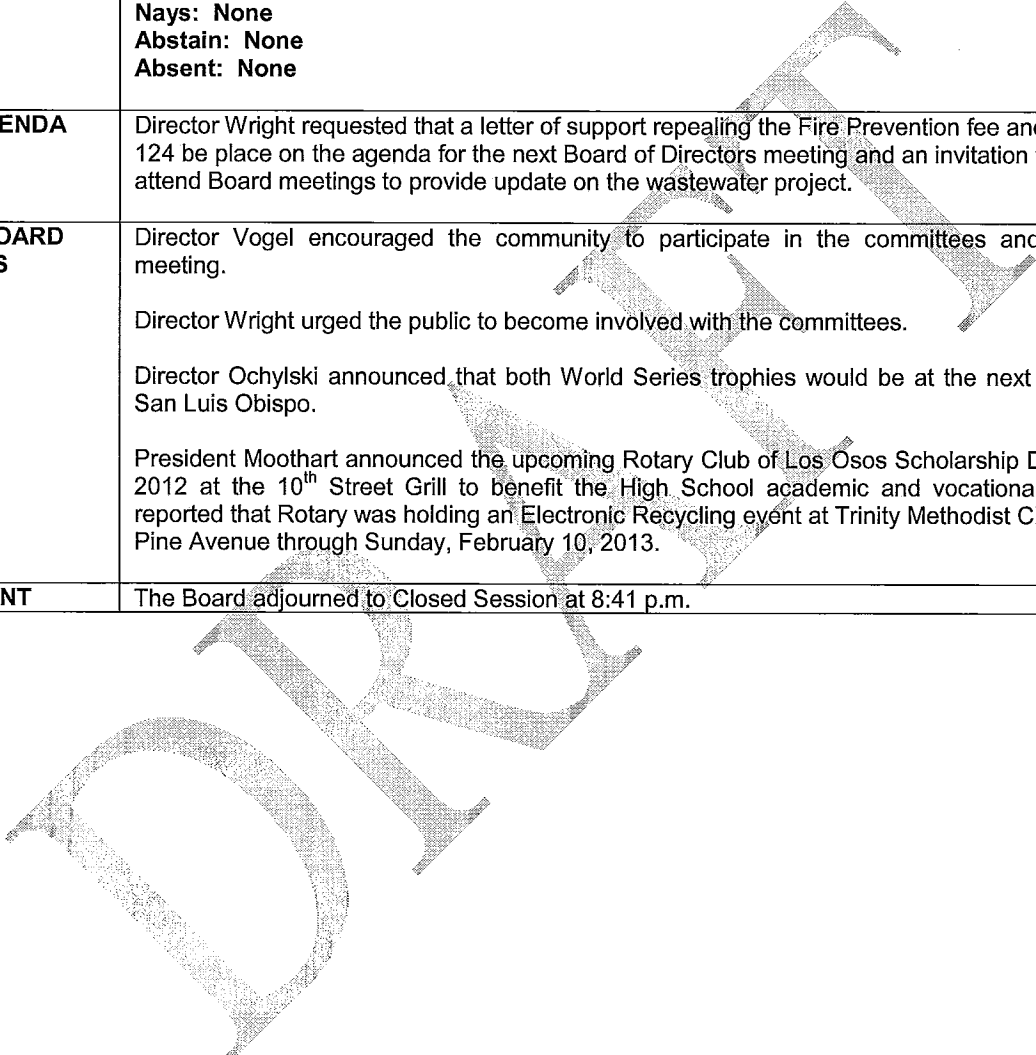 Nays: None
Abstain: None
Absent: None
ENDA
Director Wright requested that a letter of support repealing the Fire Prevention fee and
124 be place on the agenda for the next Board of Directors meeting and an invitation
attend Board meetings to provide update on the wastewater project.
OARD
S
Director Vogel encouraged the community to participate in the committees and
meeting.
Director Wright urged the public to become involved with the committees.
Director Ochylski announced that both World Series trophies would be at the next
San Luis Obispo.
President Moothart announced the upcoming Rotary Club of Los Osos Scholarship D
2012 at the 10th Street Grill to benefit the High School academic and vocationa
reported that Rotary was holding an Electronic Recycling event at Trinity Methodist C
Pine Avenue through Sunday, February 10, 2013.
NT
The Board adjourned to Closed Session at 8:41 p.m.
DRAFT